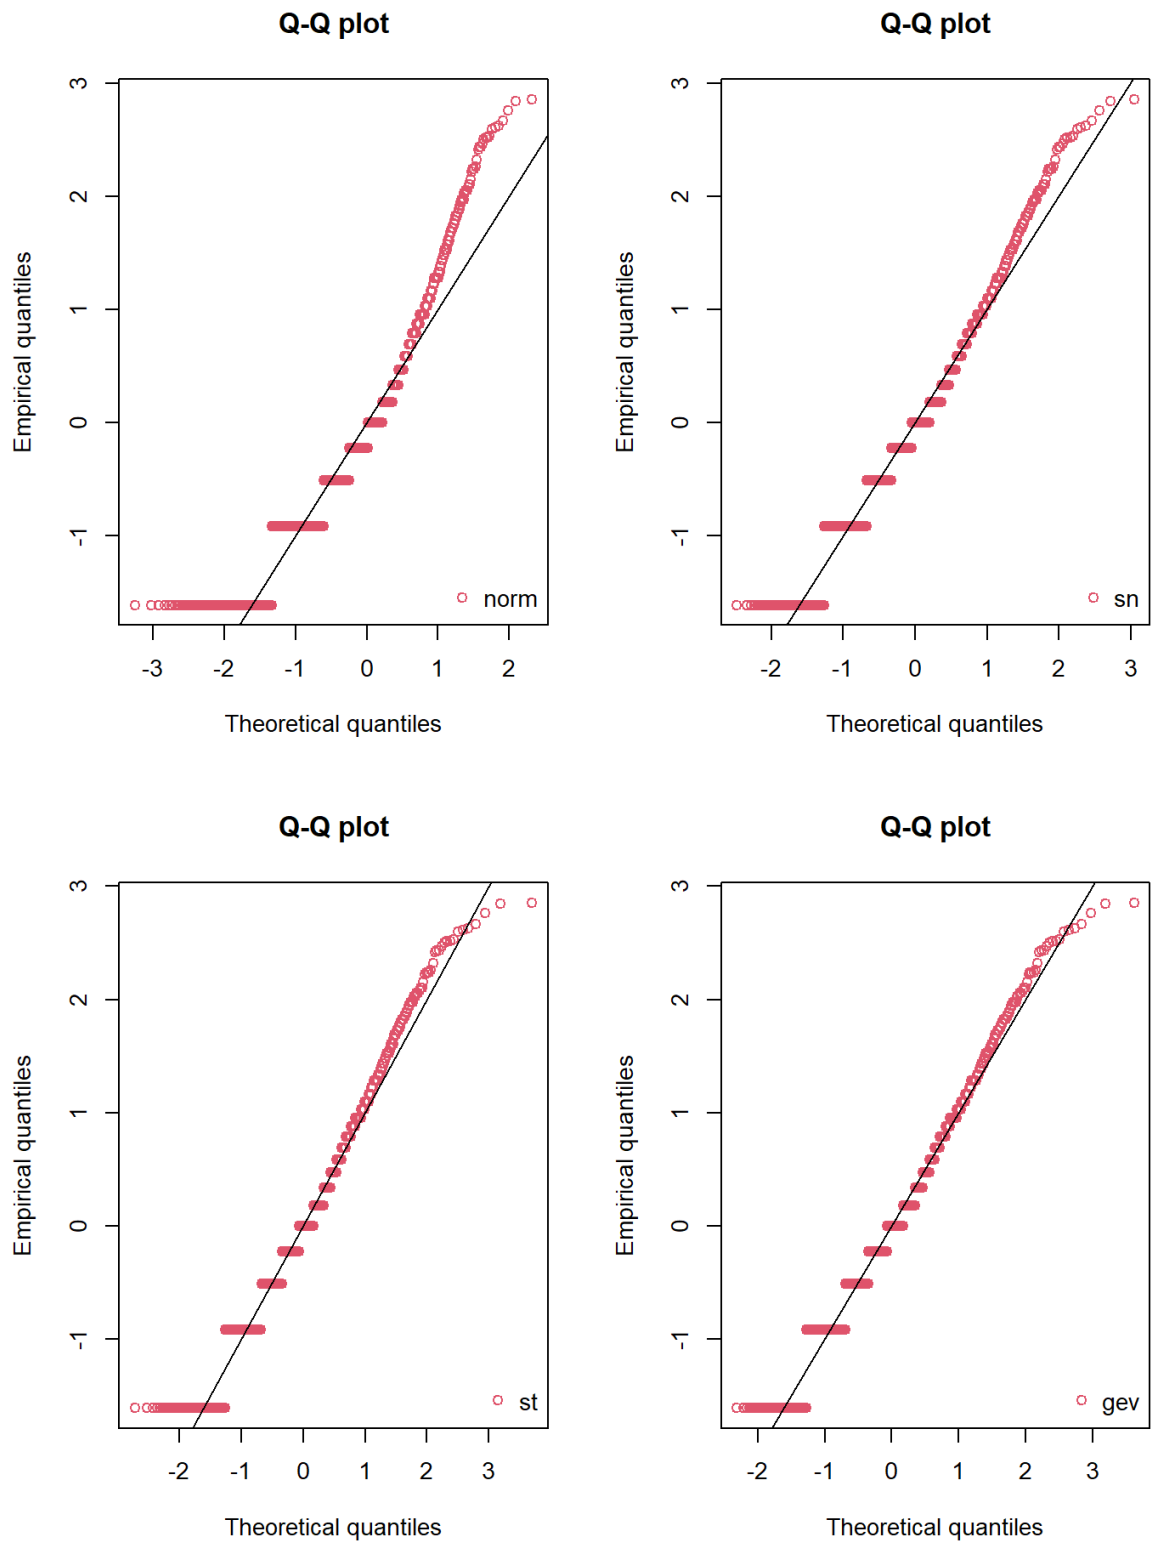 Q-Q plot
Empirical quantiles
3
2
1
0
-1
norm
-3 -2 -1 0 1 2
Theoretical quantiles
Q-Q plot
Empirical quantiles
3
2
1
0
-1
sn
-2 -1 0 1 2 3
Theoretical quantiles
Q-Q plot
Empirical quantiles
3
2
1
0
-1
st
-2 -1 0 1 2 3
Theoretical quantiles
Q-Q plot
Empirical quantiles
3
2
1
0
-1
gev
-2 -1 0 1 2 3
Theoretical quantiles